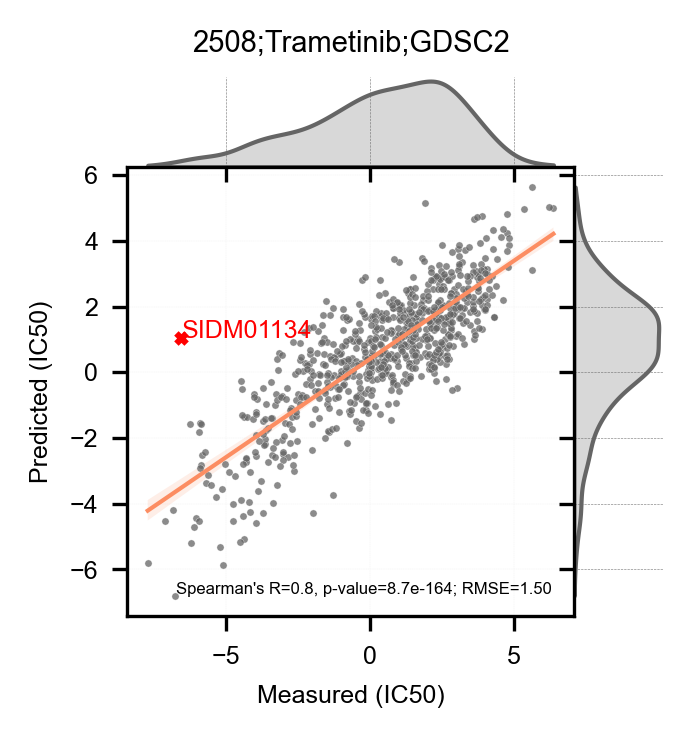 2508;Trametinib;GDSC2
6
4
2
0
−2
−4
−6
Predicted (IC50)
SIDM01134
Spearman's R=0.8, p-value=8.7e-164; RMSE=1.50
−5
0
5
Measured (IC50)